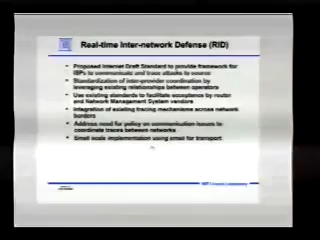 Real-time Inter-network Defense (RID)
• Proposed Internet Draft Standard to provide framework for
ISPs to communicate and trace attacks to source
• Standardization of inter-provider coordination by
leveraging existing relationships between operators
• Use existing standards to facilitate acceptance by router
and Network Management System vendors
• Integration of existing tracing mechanisms across network
borders
• Address need for policy on communication issues to
coordinate traces between networks
• Small scale implementation using email for transport
MIT Lincoln Laboratory